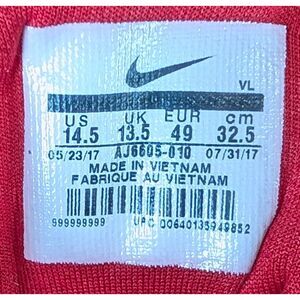 VL
US UK EUR cm
14.5 13.5 49 32.5
05/23/17 AJ6605-010 07/31/17
MADE IN VIETNAM
FABRIQUE AU VIETNAM
999999999 UPC 00640135949852